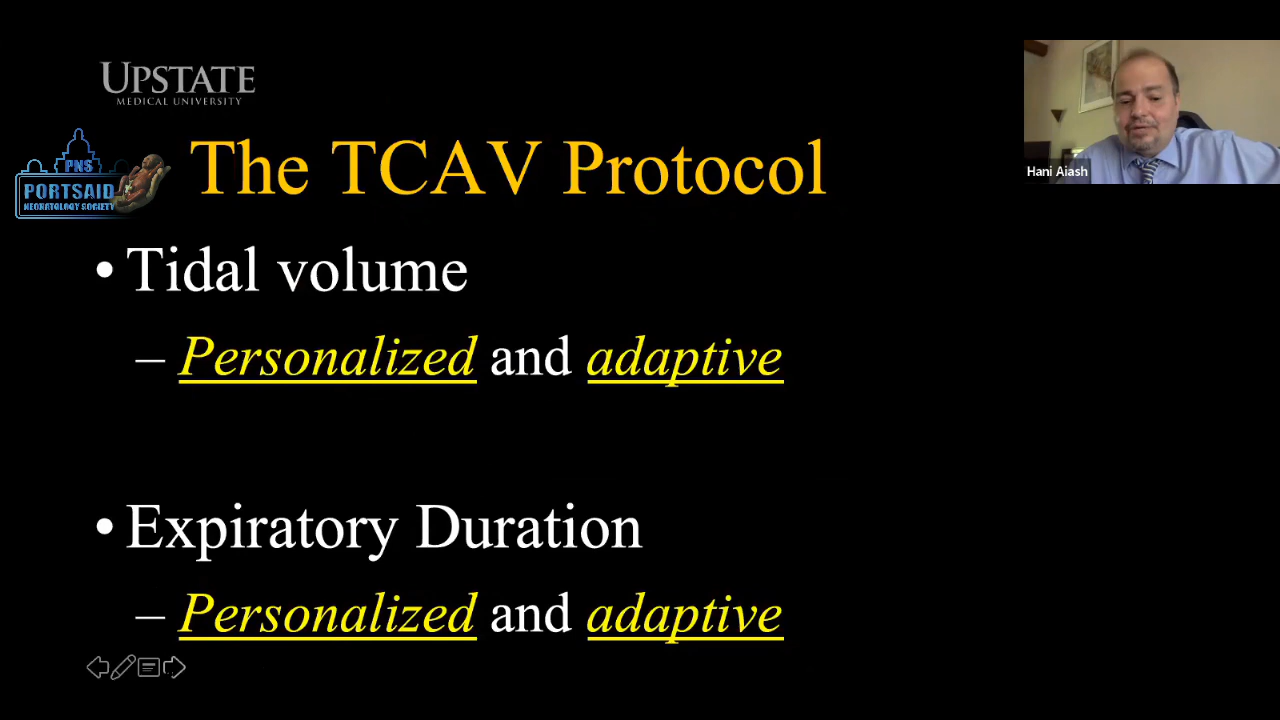 UPSTATE
MEDICAL UNIVERSITY
PNS
PORTSAID
NEONATOLOGY SOCIETY
The TCAV Protocol
Hani Aiash
• Tidal volume
– Personalized and adaptive
• Expiratory Duration
– Personalized and adaptive